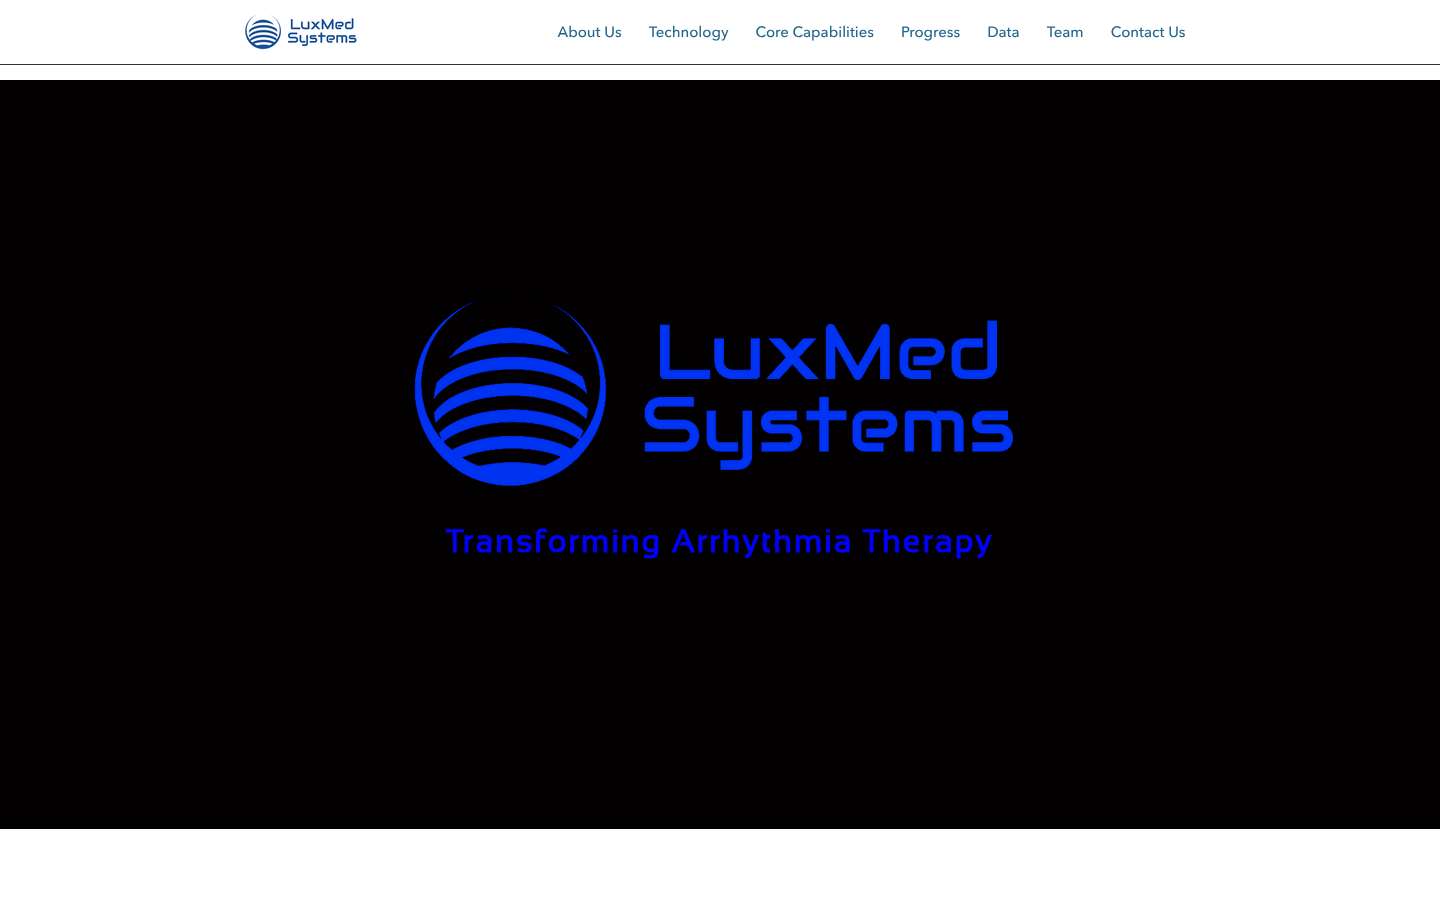 LuxMed
Systems
About Us Technology Core Capabilities Progress Data Team Contact Us
LuxMed
Systems
Transforming Arrhythmia Therapy